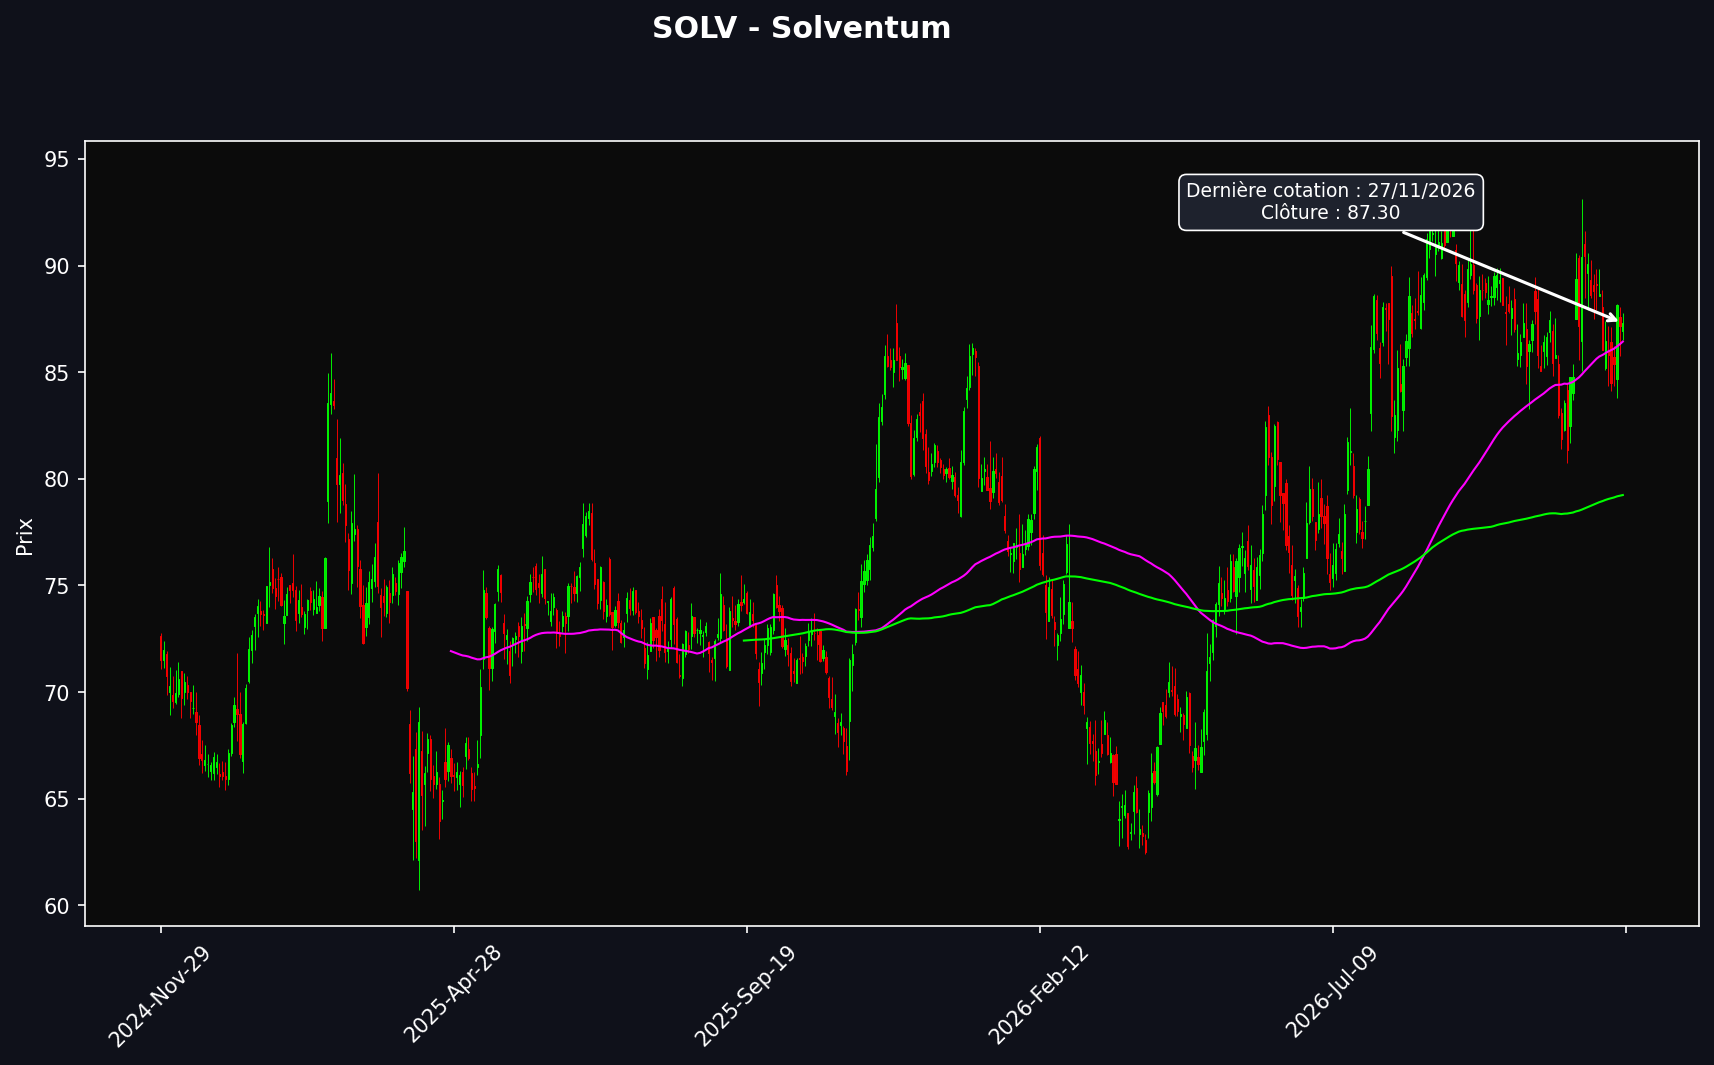 SOLV - Solventum
Dernière cotation : 27/11/2026
Clôture : 87.30
Prix
95
90
85
80
75
70
65
60
2024-Nov-29
2025-Apr-28
2025-Sep-19
2026-Feb-12
2026-Jul-09